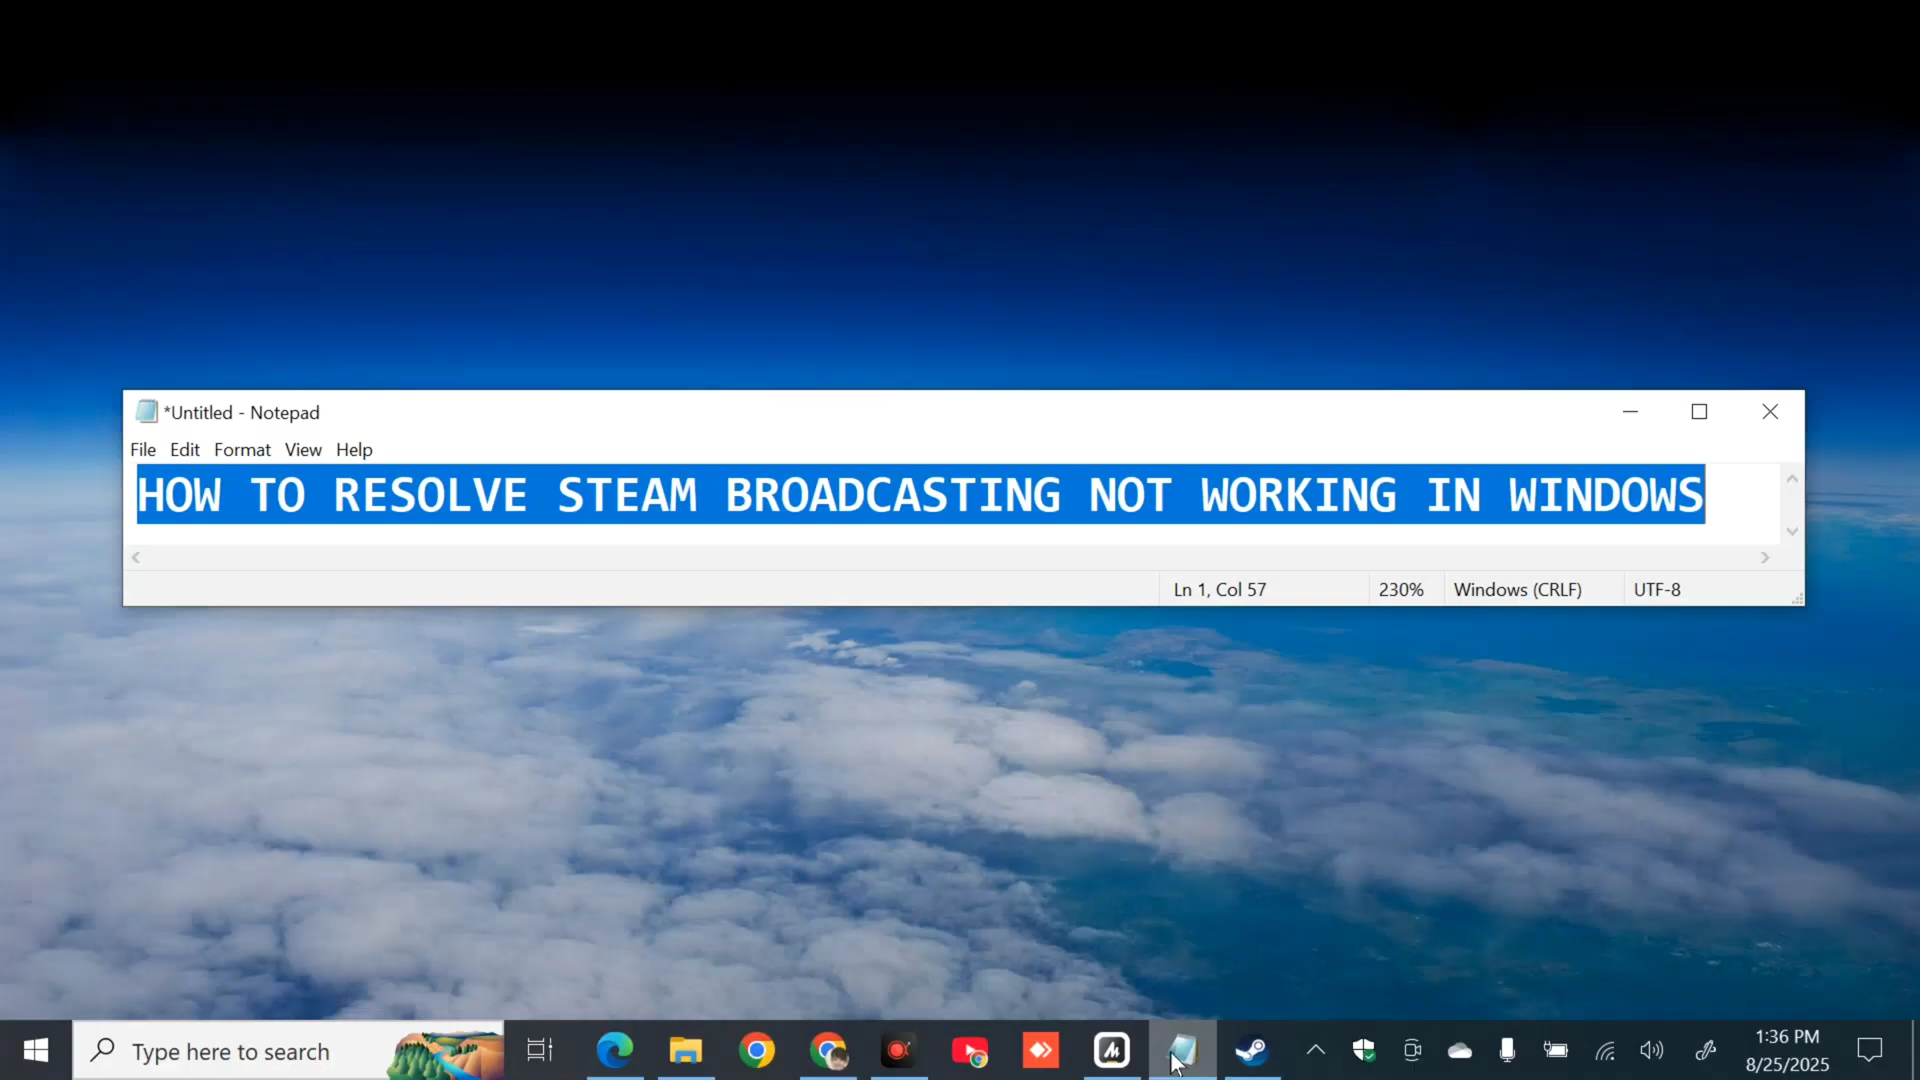 *Untitled - Notepad
File Edit Format View Help
HOW TO RESOLVE STEAM BROADCASTING NOT WORKING IN WINDOWS
Ln 1, Col 57 230% Windows (CRLF) UTF-8
Type here to search
1:36 PM
8/25/2025